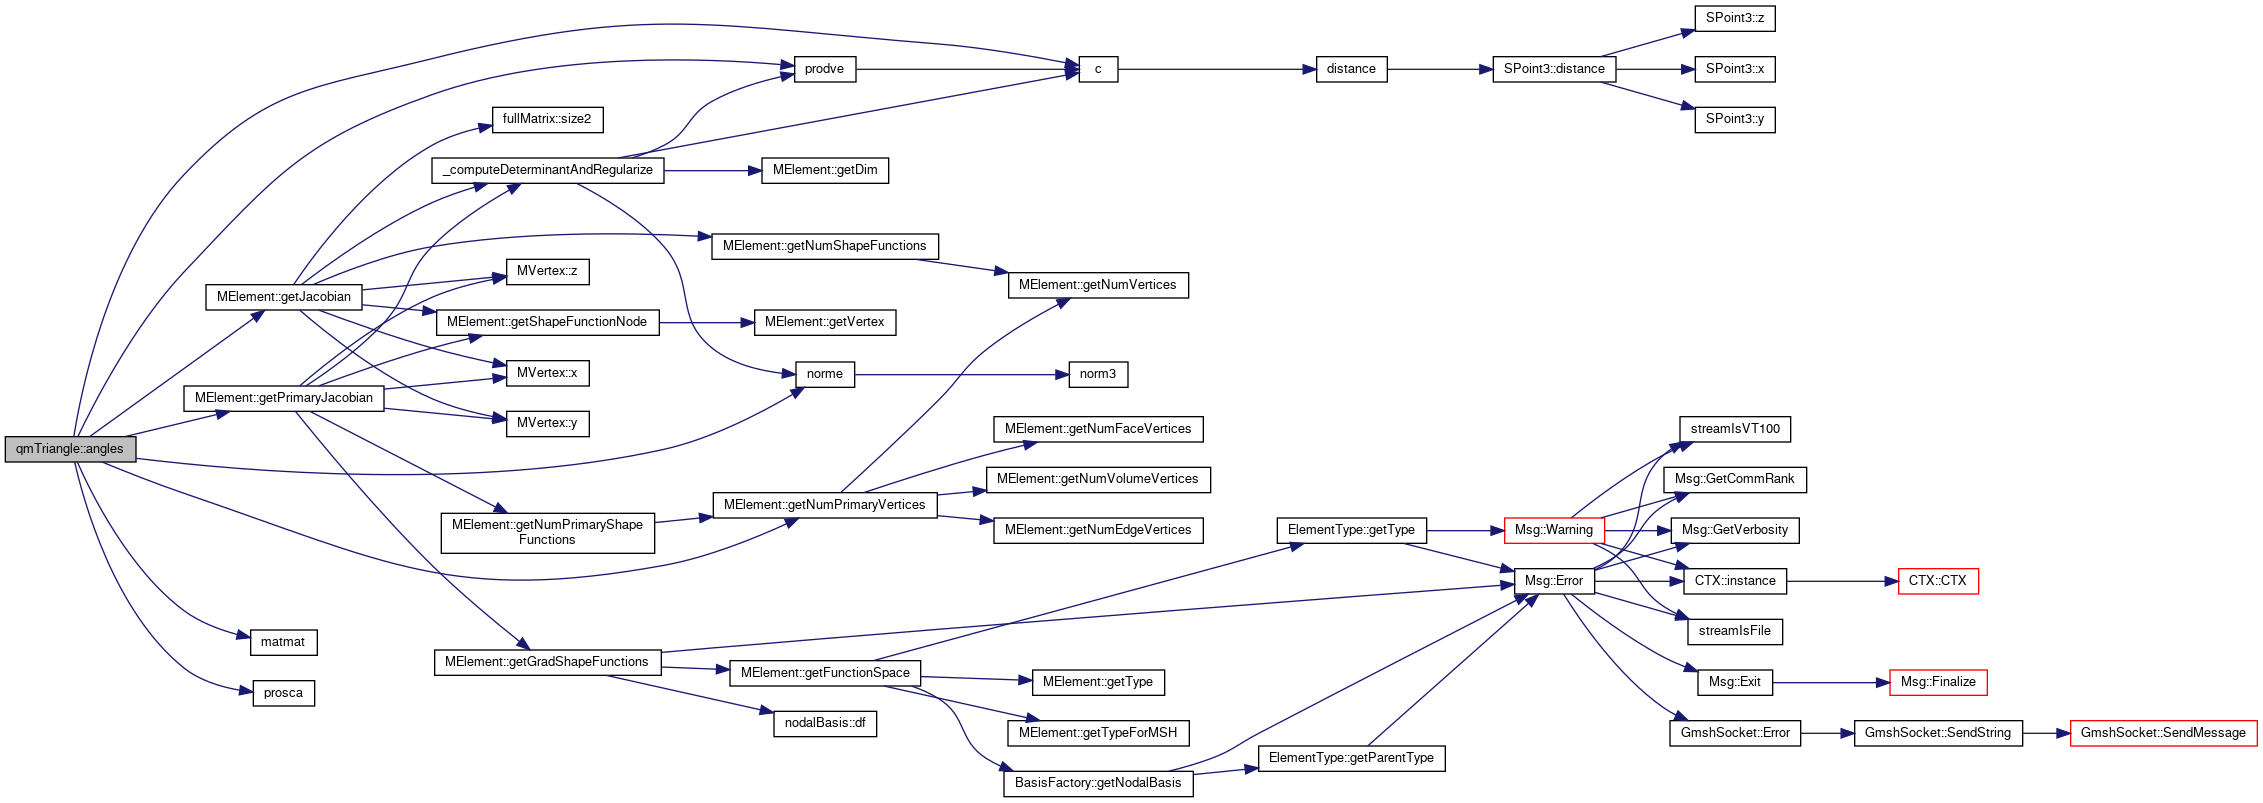 SPoint3::z
prodve
c
distance
SPoint3::distance
SPoint3::x
fullMatrix::size2
SPoint3::y
_computeDeterminantAndRegularize
MElement::getDim
MElement::getNumShapeFunctions
MVertex::z
MElement::getNumVertices
MElement::getJacobian
MElement::getShapeFunctionNode
MElement::getVertex
MVertex::x
norme
norm3
MElement::getPrimaryJacobian
MVertex::y
MElement::getNumFaceVertices
streamIsVT100
qmTriangle::angles
MElement::getNumVolumeVertices
Msg::GetCommRank
MElement::getNumPrimaryVertices
MElement::getNumPrimaryShape
Functions
MElement::getNumEdgeVertices
ElementType::getType
Msg::Warning
Msg::GetVerbosity
Msg::Error
CTX::instance
CTX::CTX
streamIsFile
matmat
MElement::getGradShapeFunctions
MElement::getFunctionSpace
MElement::getType
Msg::Exit
Msg::Finalize
prosca
nodalBasis::df
MElement::getTypeForMSH
GmshSocket::Error
GmshSocket::SendString
GmshSocket::SendMessage
ElementType::getParentType
BasisFactory::getNodalBasis